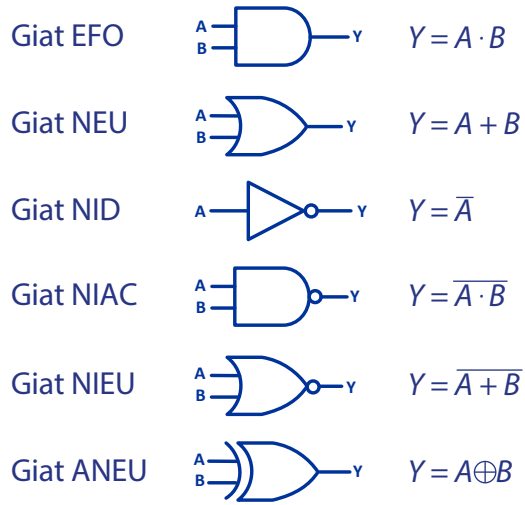 Giat EFO A B Y Y = A · B
Giat NEU A B Y Y = A + B
Giat NID A Y Y = A̅
Giat NIAC A B Y Y = A̅ ̅·̅ ̅B̅
Giat NIEU A B Y Y = A̅ ̅+̅ ̅B̅
Giat ANEU A B Y Y = A⊕B